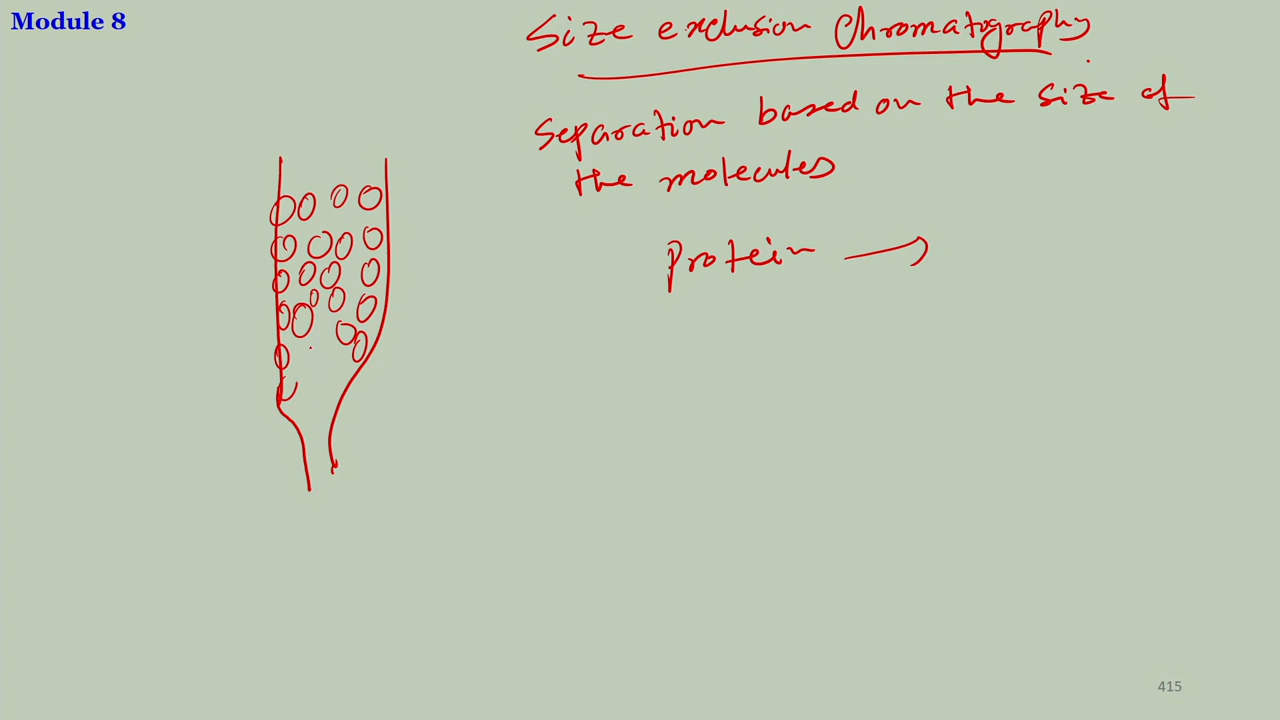 Module 8
Size exclusion Chromatography
Separation based on the size of
the molecules
Protein →
415